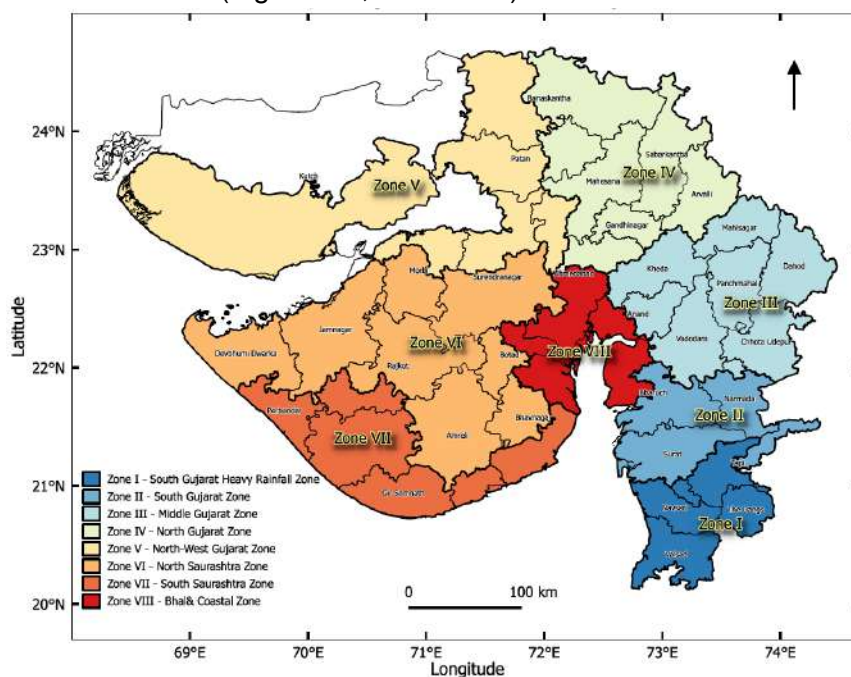 24°N
23°N
22°N
21°N
20°N
Latitude
69°E
70°E
71°E
72°E
73°E
74°E
Longitude
Banaskantha
Patan
Sabarkantha
Mahesana
Zone IV
Arvalli
Gandhinagar
Kutch
Zone V
Mahisagar
Kheda
Dahod
Panchmahal
Anand
Zone III
Vadodara
Chhota Udepur
Morbi
Surendranagar
Jamnagar
Devbhumi Dwarka
Zone VI
Rajkot
Botad
Zone VIII
Bharuch
Narmada
Zone II
Porbandar
Zone VII
Amreli
Bhavnagar
Gir Somnath
Surat
Tapi
Navsari
Zone I
Valsad
Zone I - South Gujarat Heavy Rainfall Zone
Zone II - South Gujarat Zone
Zone III - Middle Gujarat Zone
Zone IV - North Gujarat Zone
Zone V - North-West Gujarat Zone
Zone VI - North Saurashtra Zone
Zone VII - South Saurashtra Zone
Zone VIII - Bhal& Coastal Zone
0
100 km